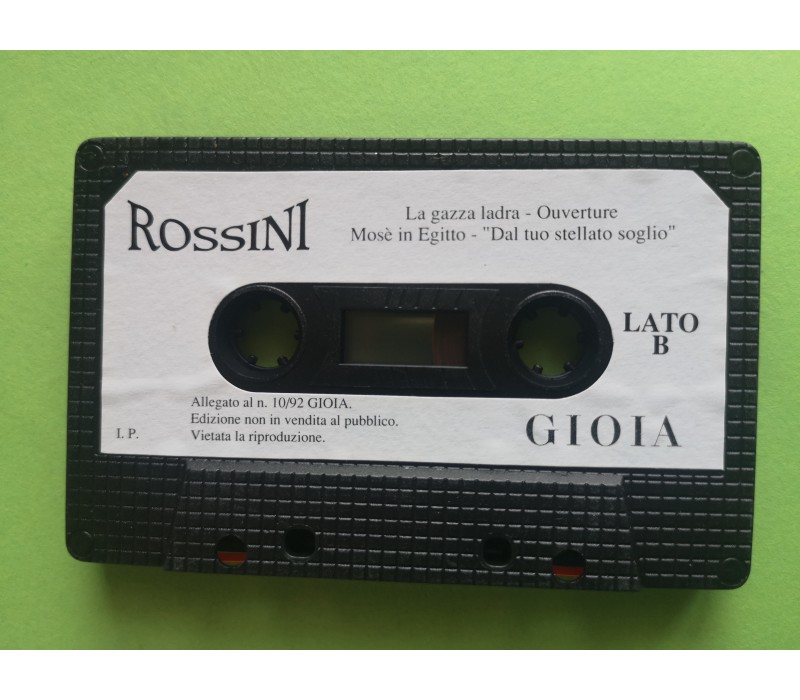 ROSSINI
La gazza ladra - Ouverture
Mosè in Egitto - "Dal tuo stellato soglio"
LATO
B
Allegato al n. 10/92 GIOIA.
Edizione non in vendita al pubblico.
Vietata la riproduzione.
I. P.
GIOIA